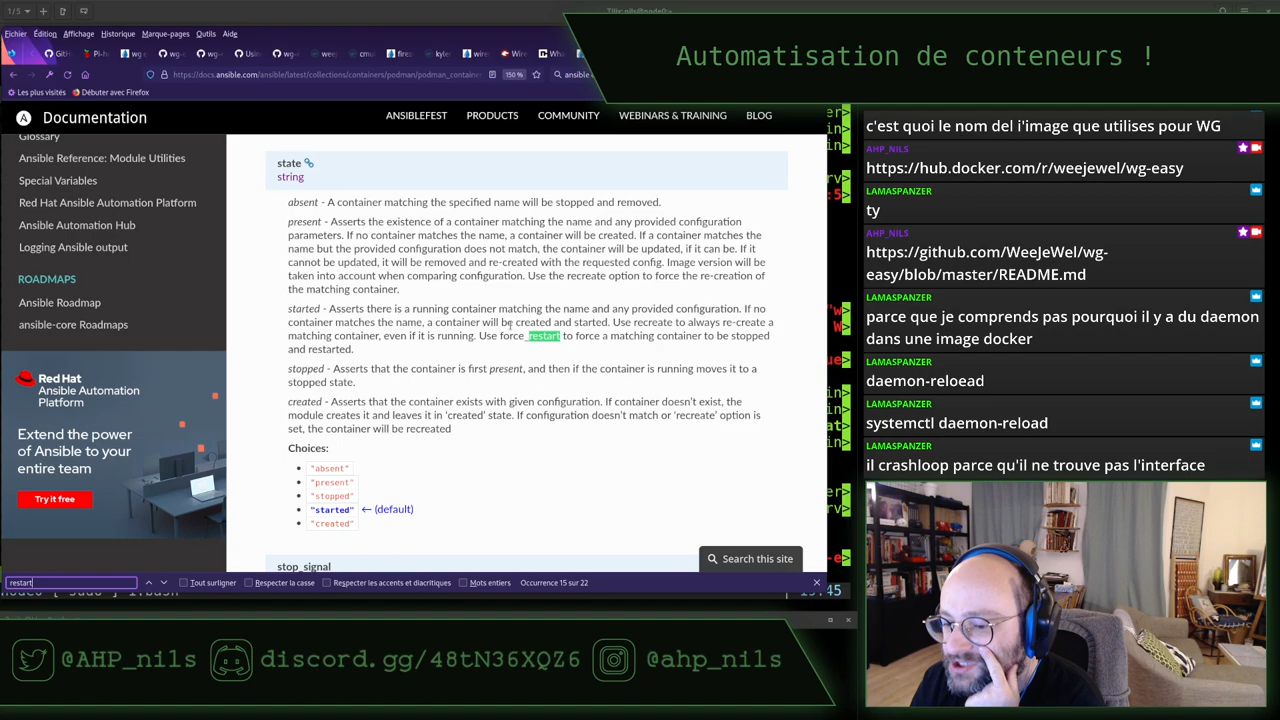 1/5
Tilix: nils@node0:~
Fichier Édition Affichage Historique Marque-pages Outils Aide
https://docs.ansible.com/ansible/latest/collections/containers/podman/podman_containe
150 %
Les plus visités
Débuter avec Firefox
Documentation
ANSIBLEFEST PRODUCTS COMMUNITY WEBINARS & TRAINING BLOG
Glossary
Ansible Reference: Module Utilities
Special Variables
Red Hat Ansible Automation Platform
Ansible Automation Hub
Logging Ansible output
ROADMAPS
Ansible Roadmap
ansible-core Roadmaps
Red Hat
Ansible Automation
Platform
Extend the power
of Ansible to your
entire team
Try it free
state
string
absent - A container matching the specified name will be stopped and removed.
present - Asserts the existence of a container matching the name and any provided configuration
parameters. If no container matches the name, a container will be created. If a container matches the
name but the provided configuration does not match, the container will be updated, if it can be. If it
cannot be updated, it will be removed and re-created with the requested config. Image version will be
taken into account when comparing configuration. Use the recreate option to force the re-creation of
the matching container.
started - Asserts there is a running container matching the name and any provided configuration. If no
container matches the name, a container will be created and started. Use recreate to always re-create a
matching container, even if it is running. Use force_restart to force a matching container to be stopped
and restarted.
stopped - Asserts that the container is first present, and then if the container is running moves it to a
stopped state.
created - Asserts that the container exists with given configuration. If container doesn't exist, the
module creates it and leaves it in 'created' state. If configuration doesn't match or 'recreate' option is
set, the container will be recreated
Choices:
"absent"
"present"
"stopped"
"started" ← (default)
"created"
stop_signal
Search this site
restart
Tout surligner
Respecter la casse
Respecter les accents et diacritiques
Mots entiers
Occurrence 15 sur 22
Automatisation de conteneurs !
c'est quoi le nom del i'image que utilises pour WG
AHP_NILS
https://hub.docker.com/r/weejewel/wg-easy
LAMASPANZER
ty
AHP_NILS
https://github.com/WeeJeWel/wg-
easy/blob/master/README.md
parce que je comprends pas pourquoi il y a du daemon
dans une image docker
LAMASPANZER
daemon-reloead
LAMASPANZER
systemctl daemon-reload
LAMASPANZER
il crashloop parce qu'il ne trouve pas l'interface
@AHP_nils
discord.gg/48tN36XQZ6
@ahp_nils